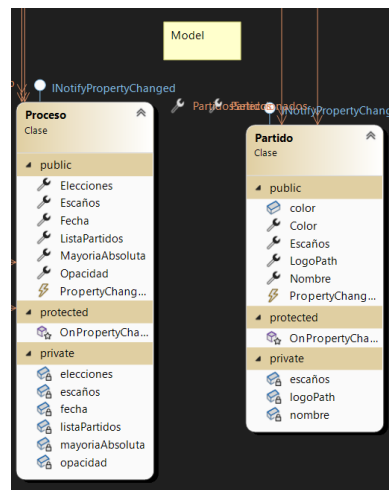 Model
INotifyPropertyChanged
Proceso
Clase
public
Elecciones
Escaños
Fecha
ListaPartidos
MayoriaAbsoluta
Opacidad
PropertyChang...
protected
OnPropertyCha...
private
elecciones
escaños
fecha
listaPartidos
mayoriaAbsoluta
opacidad
INotifyPropertyChang
Partido
Clase
public
color
Color
Escaños
LogoPath
Nombre
PropertyChang...
protected
OnPropertyCha...
private
escaños
logoPath
nombre